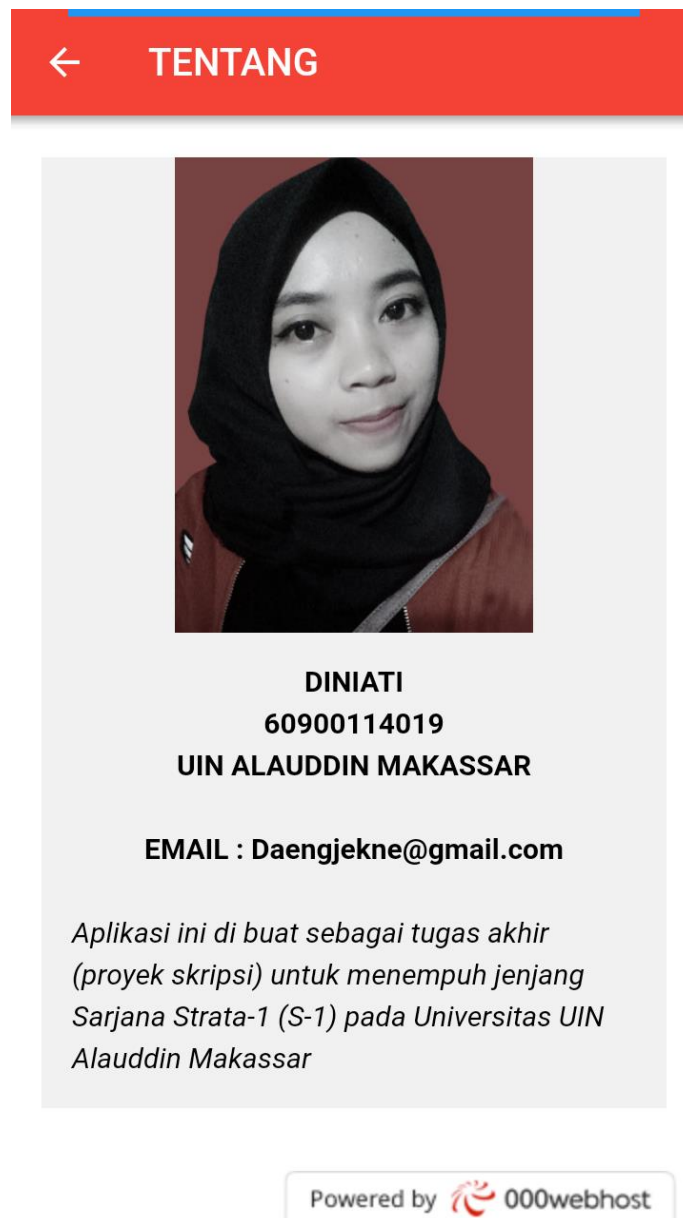 TENTANG
DINIATI
60900114019
UIN ALAUDDIN MAKASSAR
EMAIL : Daengjekne@gmail.com
Aplikasi ini di buat sebagai tugas akhir
(proyek skripsi) untuk menempuh jenjang
Sarjana Strata-1 (S-1) pada Universitas UIN
Alauddin Makassar
Powered by 000webhost